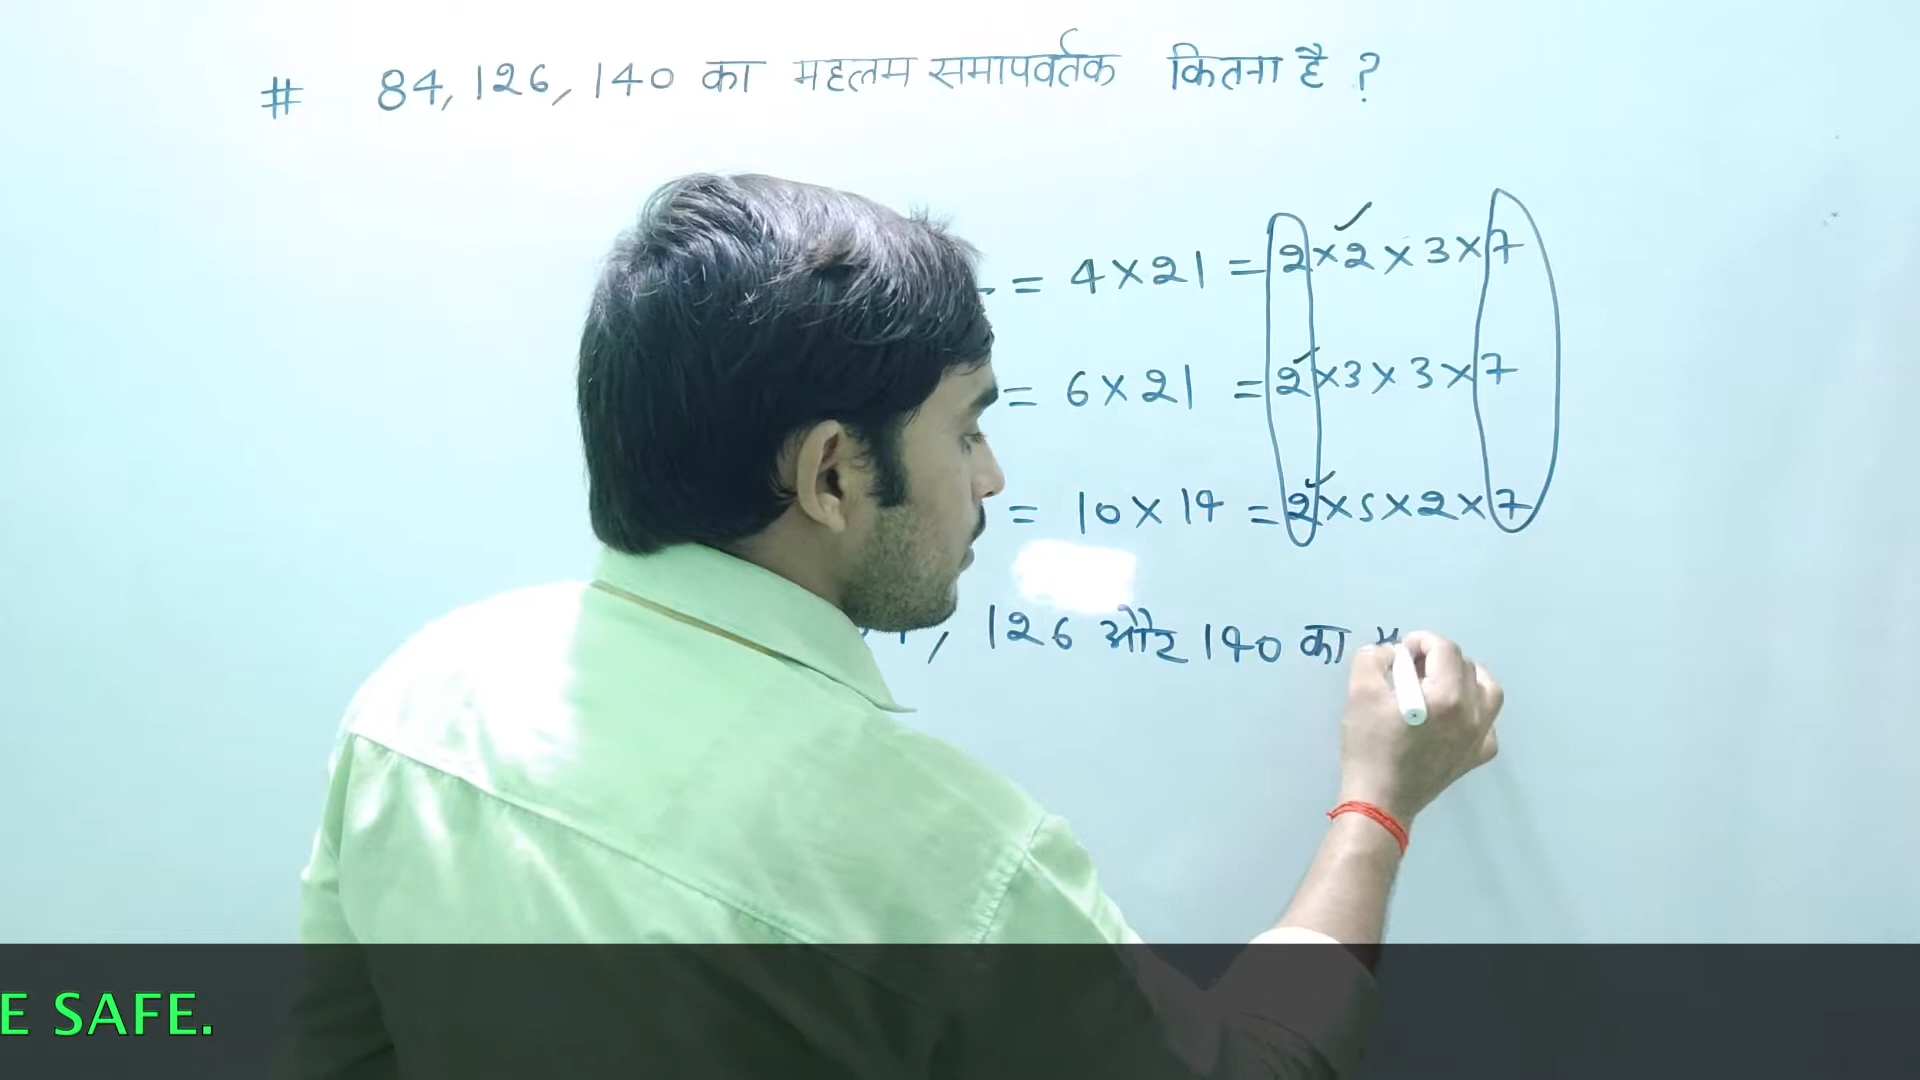 # 84, 126, 140 का महत्तम समापवर्तक कितना है ?
= 4 × 21 = 2 × 2 × 3 × 7
= 6 × 21 = 2 × 3 × 3 × 7
= 10 × 14 = 2 × 5 × 2 × 7
, 126 और 140 का म
E SAFE.